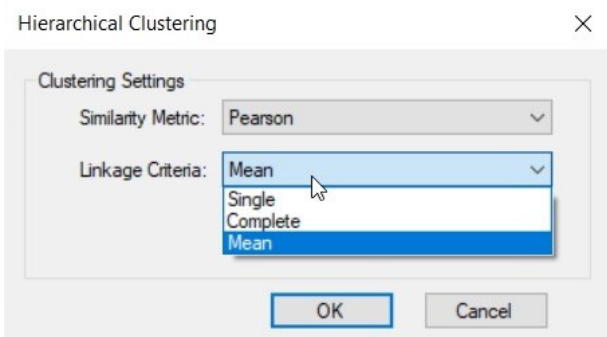 Hierarchical Clustering
Clustering Settings
Similarity Metric: Pearson
Linkage Criteria: Mean
Single
Complete
Mean
OK Cancel